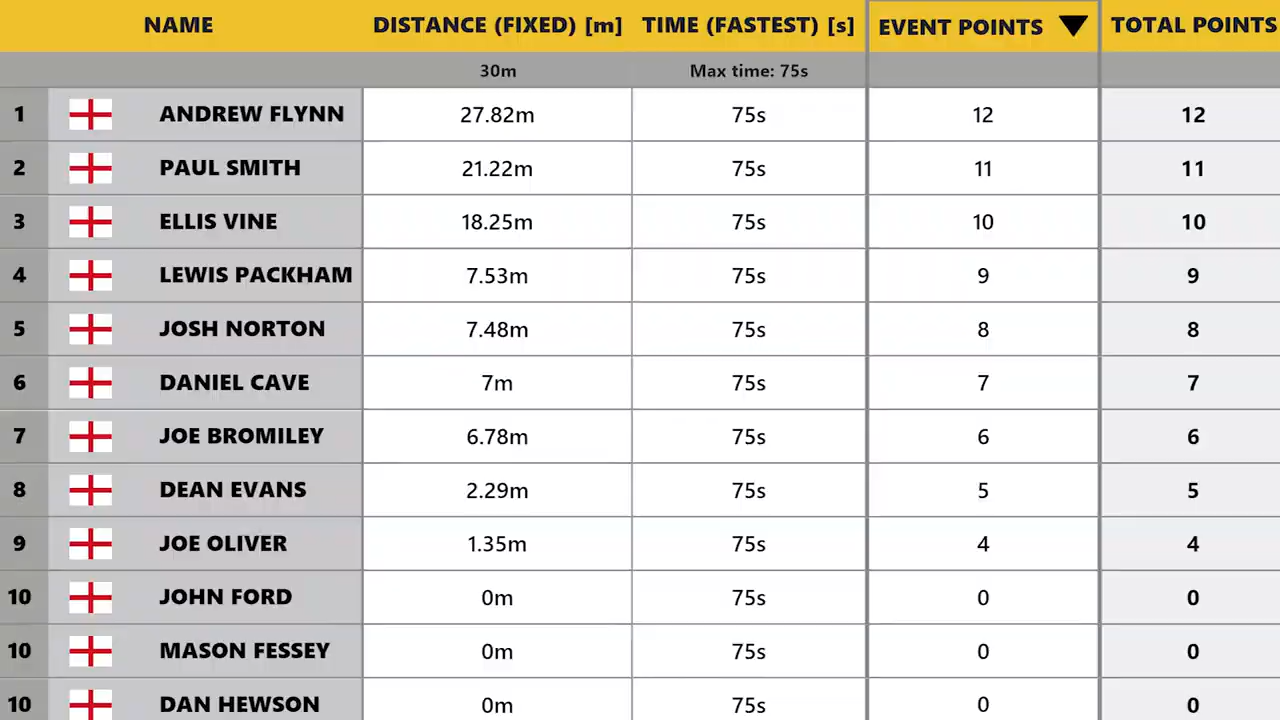 NAME DISTANCE (FIXED) [m] TIME (FASTEST) [s] EVENT POINTS TOTAL POINTS
30m Max time: 75s
1 ANDREW FLYNN 27.82m 75s 12 12
2 PAUL SMITH 21.22m 75s 11 11
3 ELLIS VINE 18.25m 75s 10 10
4 LEWIS PACKHAM 7.53m 75s 9 9
5 JOSH NORTON 7.48m 75s 8 8
6 DANIEL CAVE 7m 75s 7 7
7 JOE BROMILEY 6.78m 75s 6 6
8 DEAN EVANS 2.29m 75s 5 5
9 JOE OLIVER 1.35m 75s 4 4
10 JOHN FORD 0m 75s 0 0
10 MASON FESSEY 0m 75s 0 0
10 DAN HEWSON 0m 75s 0 0